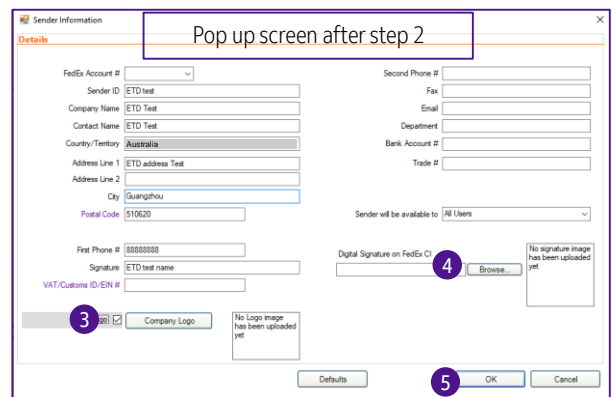 Sender Information
Pop up screen after step 2
Details
FedEx Account #
Sender ID ETD test
Company Name ETD Test
Contact Name ETD Test
Country/Territory Australia
Address Line 1 ETD address Test
Address Line 2
City Guangzhou
Postal Code 510620
First Phone # 88888888
Signature ETD test name
VAT/Customs ID/EIN #
3
Company Logo
No Logo image
has been uploaded
yet
Second Phone #
Fax
Email
Department
Bank Account #
Trade #
Sender will be available to All Users
Digital Signature on FedEx CI
4
Browse...
No signature image
has been uploaded
yet
Defaults
5
OK
Cancel